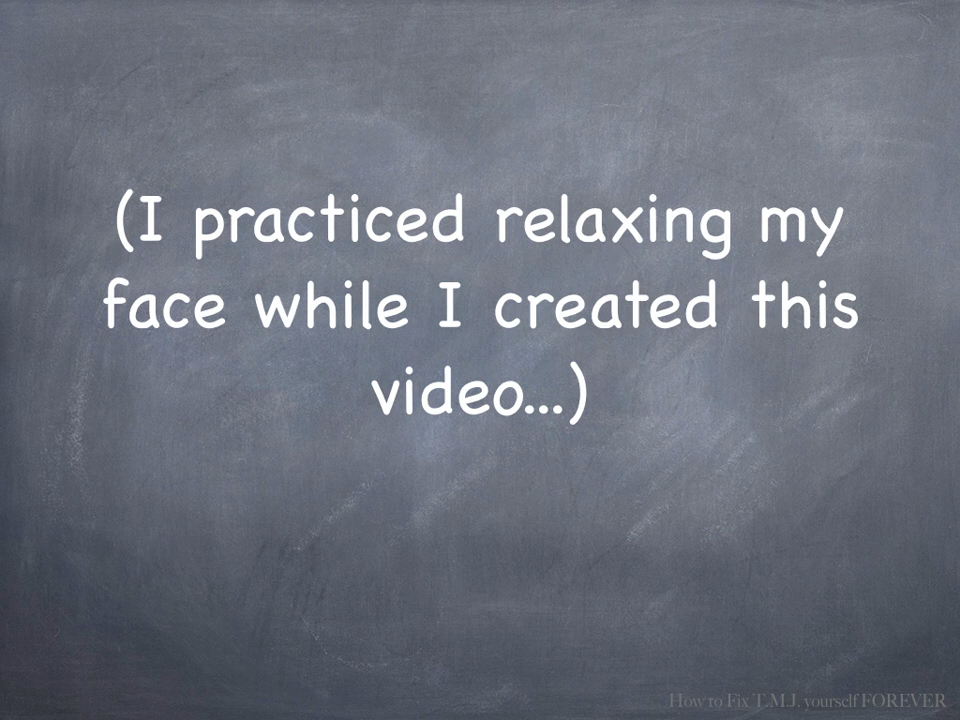 (I practiced relaxing my
face while I created this
video...)
How to Fix T.M.J. yourself FOREVER